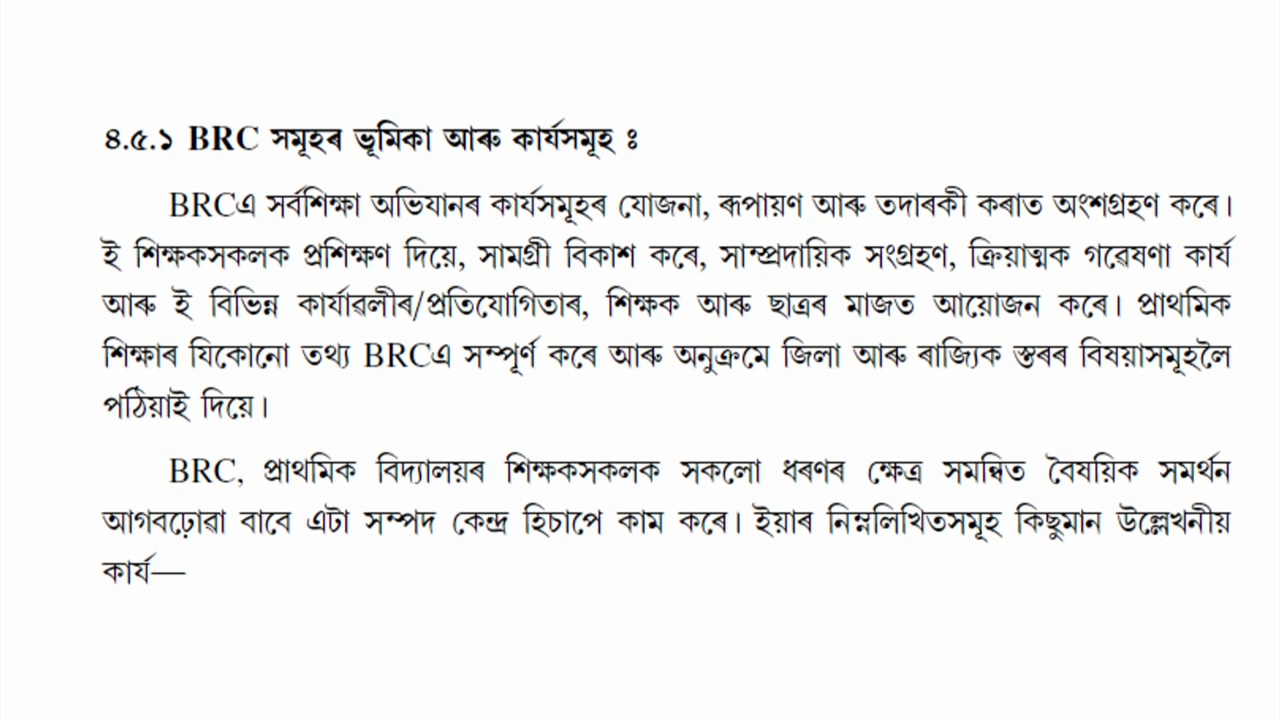 ৪.৫.১ BRC সমূহৰ ভূমিকা আৰু কাৰ্যসমূহ ঃ
BRCএ সৰ্বশিক্ষা অভিযানৰ কাৰ্যসমূহৰ যোজনা, ৰূপায়ণ আৰু তদাৰকী কৰাত অংশগ্ৰহণ কৰে।
ই শিক্ষকসকলক প্ৰশিক্ষণ দিয়ে, সামগ্ৰী বিকাশ কৰে, সাম্প্ৰদায়িক সংগ্ৰহণ, ক্ৰিয়াত্মক গৱেষণা কাৰ্য
আৰু ই বিভিন্ন কাৰ্যাৱলীৰ/প্ৰতিযোগিতাৰ, শিক্ষক আৰু ছাত্ৰৰ মাজত আয়োজন কৰে। প্ৰাথমিক
শিক্ষাৰ যিকোনো তথ্য BRCএ সম্পূৰ্ণ কৰে আৰু অনুক্ৰমে জিলা আৰু ৰাজ্যিক স্তৰৰ বিষয়াসমূহলৈ
পঠিয়াই দিয়ে।
BRC, প্ৰাথমিক বিদ্যালয়ৰ শিক্ষকসকলক সকলো ধৰণৰ ক্ষেত্ৰ সমন্বিত বৈষয়িক সমৰ্থন
আগবঢ়োৱা বাবে এটা সম্পদ কেন্দ্ৰ হিচাপে কাম কৰে। ইয়াৰ নিম্নলিখিতসমূহ কিছুমান উল্লেখনীয়
কাৰ্য—